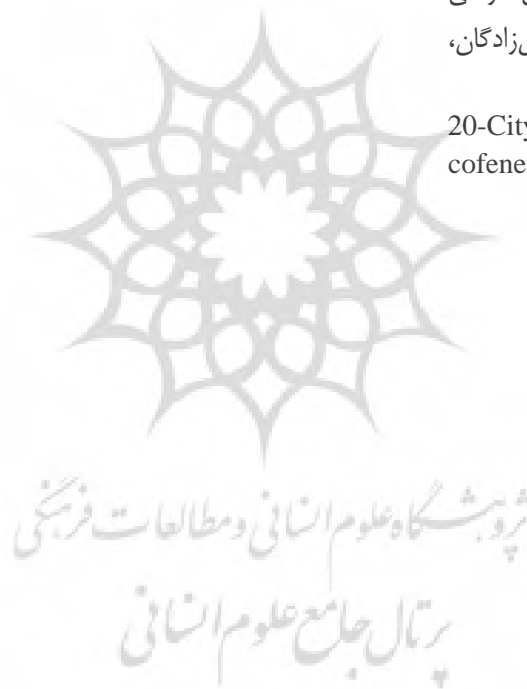 زادگان،
20-City
cofene
پژوهشگاه علوم انسانی و مطالعات فرهنگی
پرتال جامع علوم انسانی